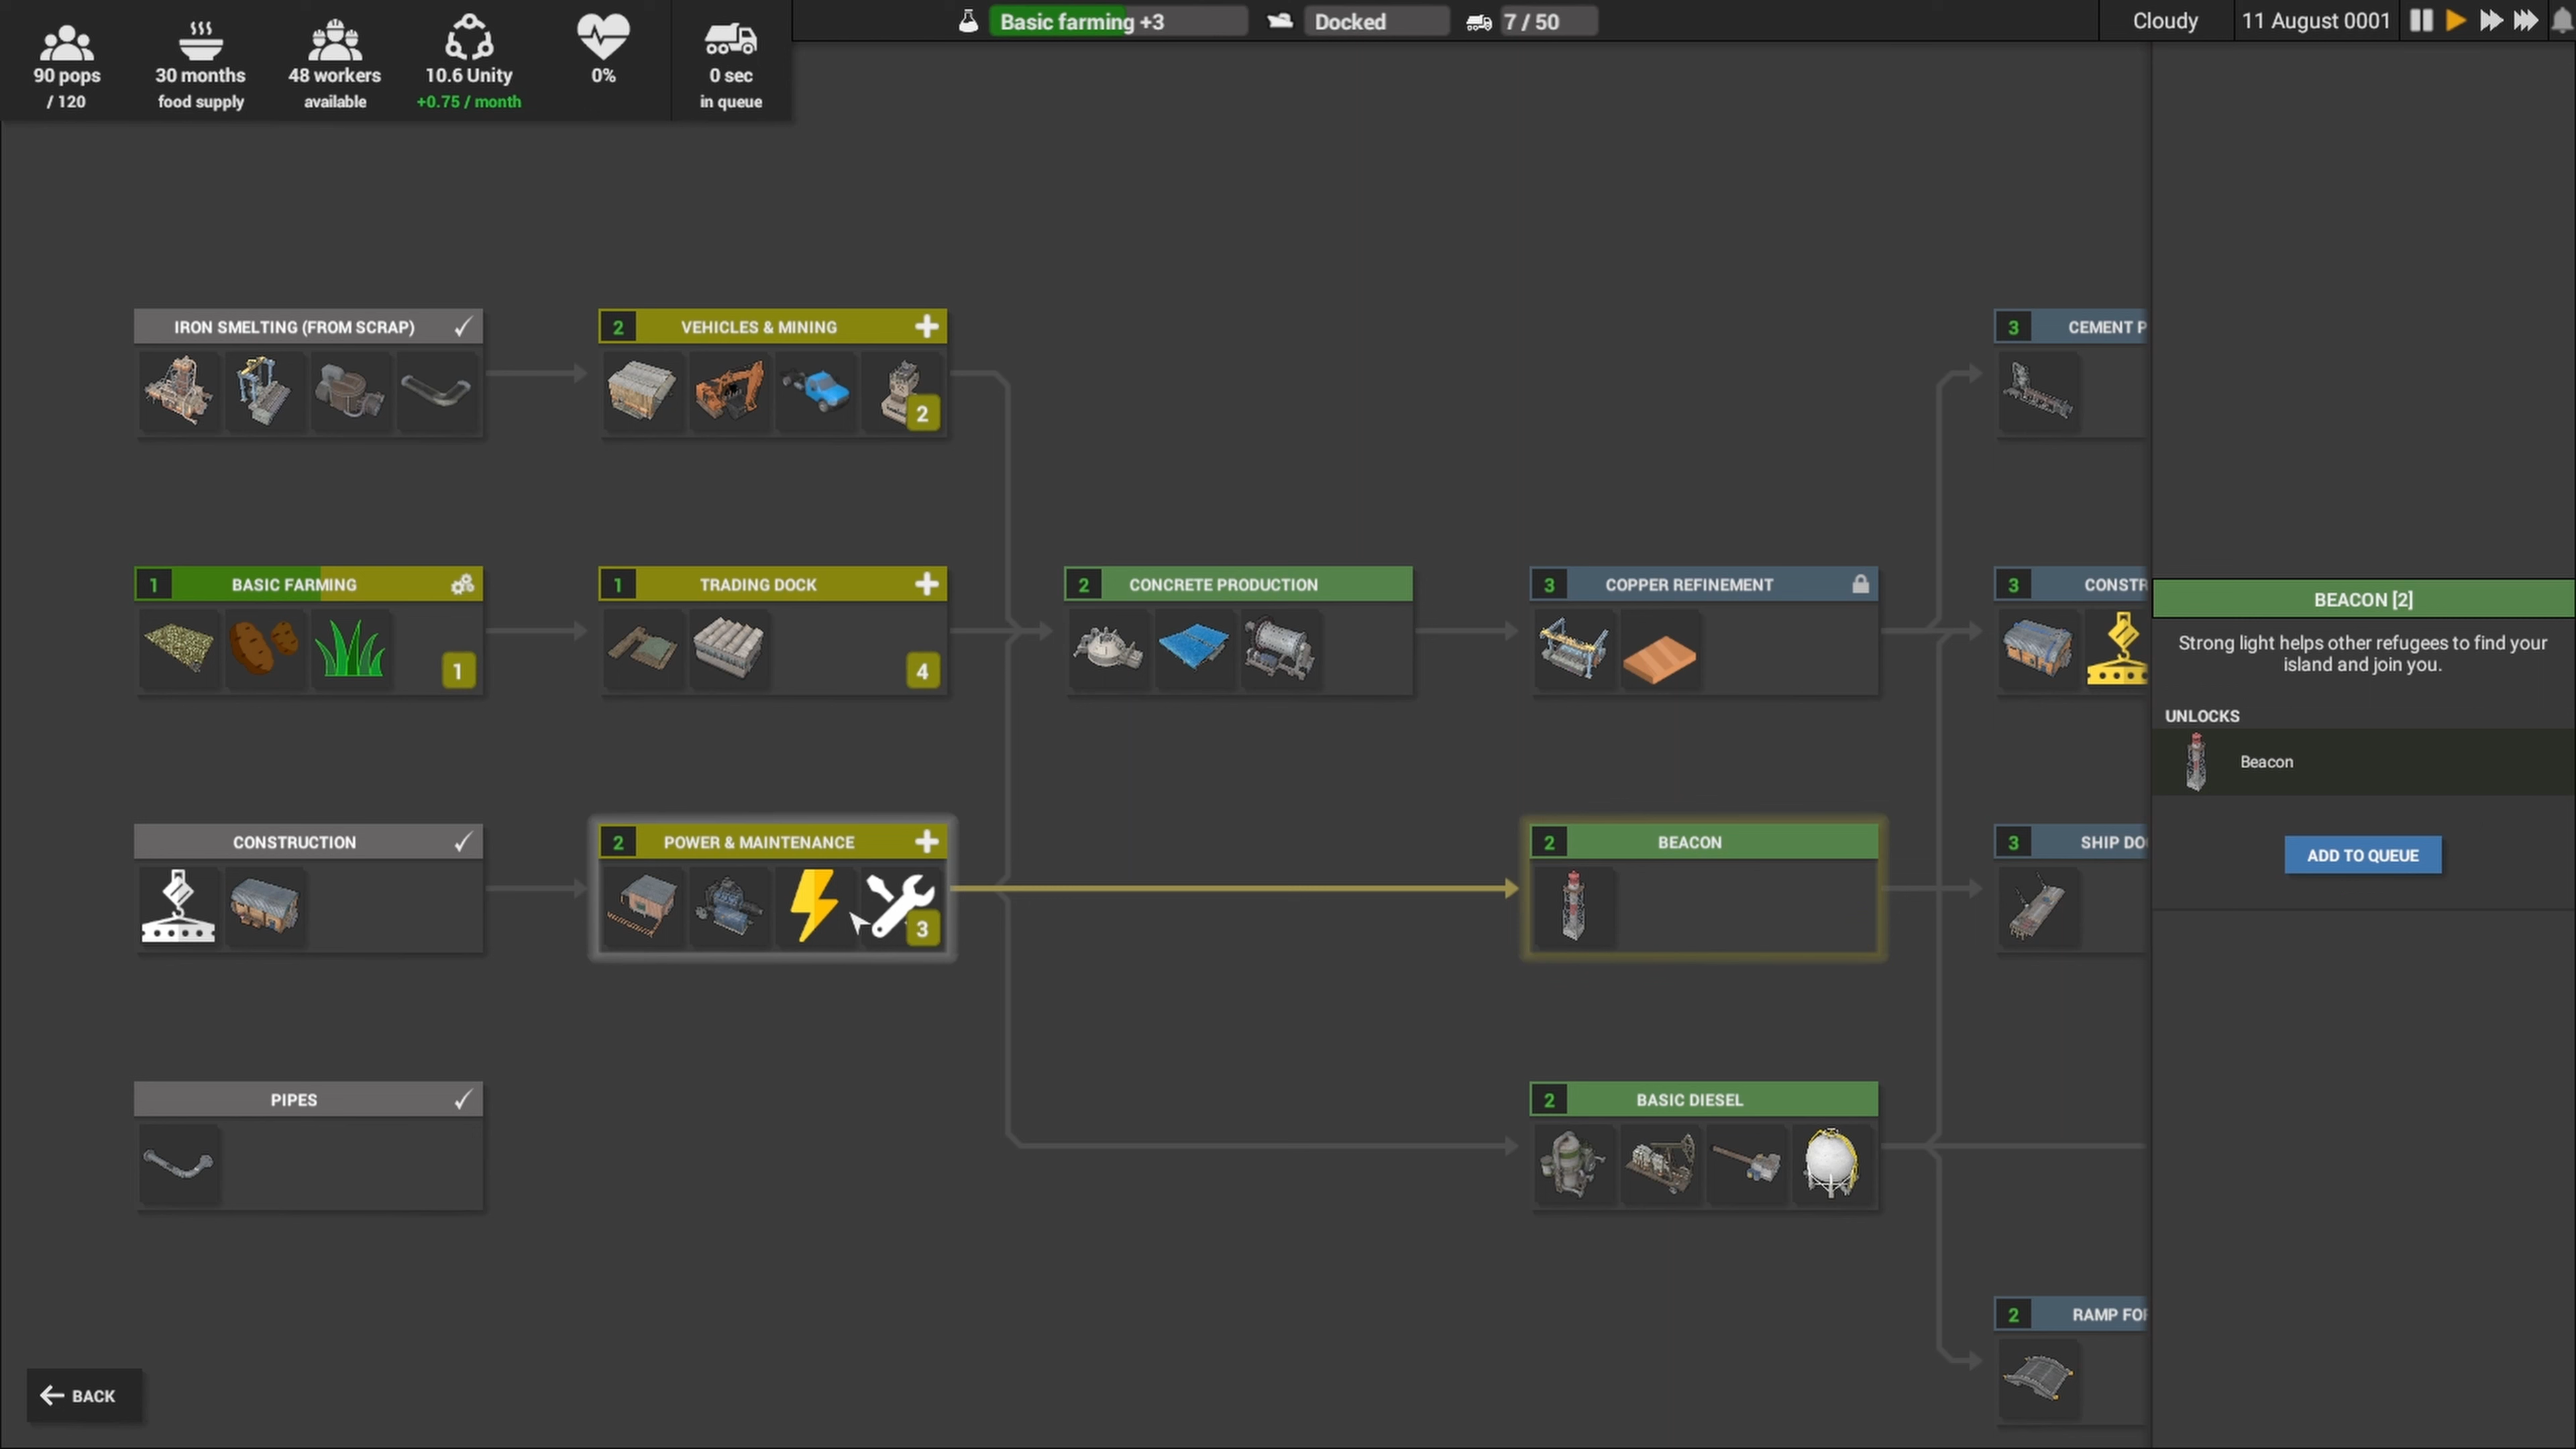 90 pops
/ 120
30 months
food supply
48 workers
available
10.6 Unity
+0.75 / month
0%
0 sec
in queue
Basic farming +3
Docked
7 / 50
Cloudy
11 August 0001
IRON SMELTING (FROM SCRAP)
2 VEHICLES & MINING
2
3 CEMENT P
1 BASIC FARMING
1
1 TRADING DOCK
4
2 CONCRETE PRODUCTION
3 COPPER REFINEMENT
3 CONSTR
CONSTRUCTION
2 POWER & MAINTENANCE
3
2 BEACON
3 SHIP DO
PIPES
2 BASIC DIESEL
2 RAMP FO
BEACON [2]
Strong light helps other refugees to find your
island and join you.
UNLOCKS
Beacon
ADD TO QUEUE
BACK